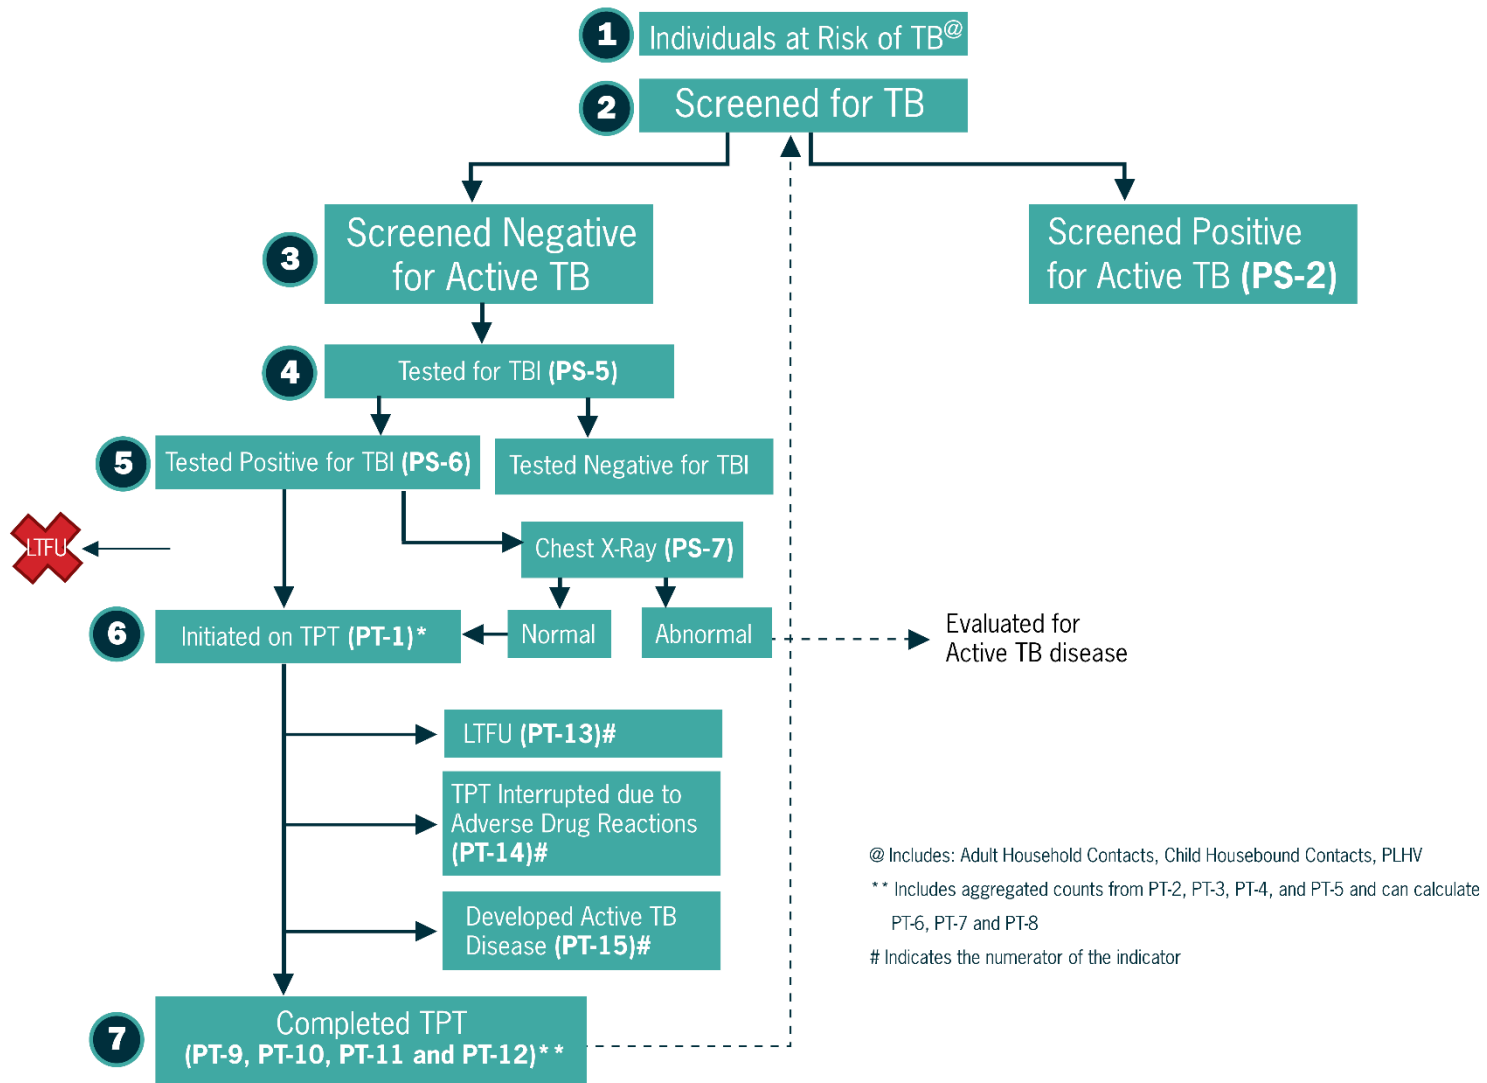 1
Individuals at Risk of TB@
2
Screened for TB
3
Screened Negative
for Active TB
Screened Positive
for Active TB (PS-2)
4
Tested for TBI (PS-5)
5
Tested Positive for TBI (PS-6)
Tested Negative for TBI
LTFU
Chest X-Ray (PS-7)
6
Initiated on TPT (PT-1)*
Normal
Abnormal
Evaluated for
Active TB disease
LTFU (PT-13)#
TPT Interrupted due to
Adverse Drug Reactions
(PT-14)#
Developed Active TB
Disease (PT-15)#
7
Completed TPT
(PT-9, PT-10, PT-11 and PT-12)**
@ Includes: Adult Household Contacts, Child Housebound Contacts, PLHV
** Includes aggregated counts from PT-2, PT-3, PT-4, and PT-5 and can calculate
PT-6, PT-7 and PT-8
# Indicates the numerator of the indicator